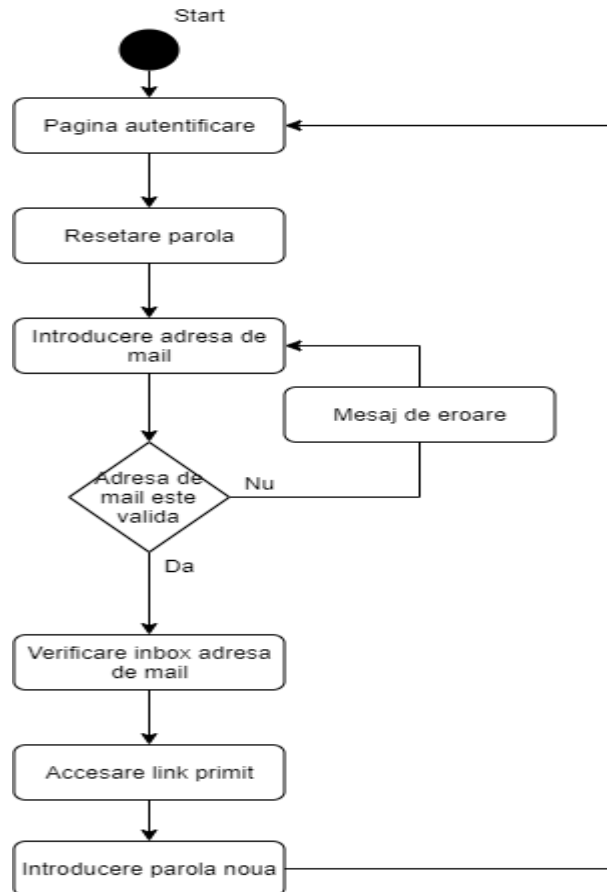 Start
Pagina autentificare
Resetare parola
Introducere adresa de
mail
Mesaj de eroare
Adresa de
mail este
valida
Nu
Da
Verificare inbox adresa
de mail
Accesare link primit
Introducere parola noua